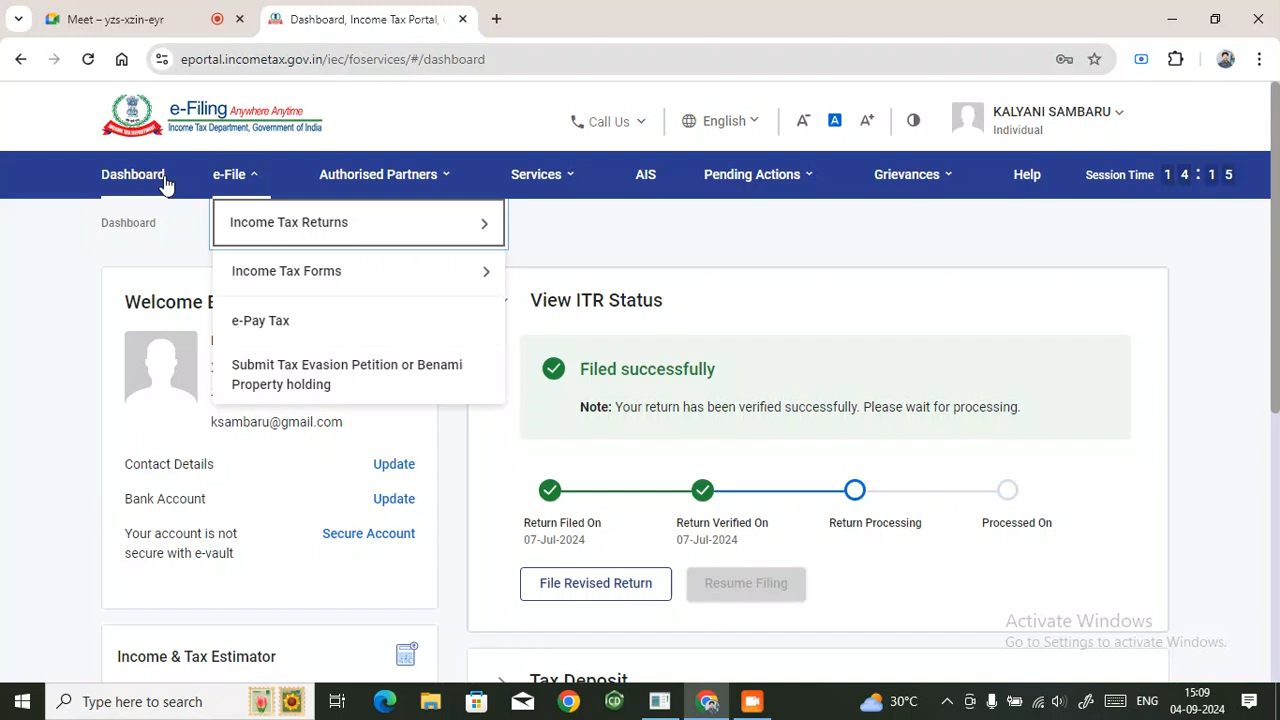 Meet – yzs-xzin-eyr
Dashboard, Income Tax Portal,
eportal.incometax.gov.in/iec/foservices/#/dashboard
e-Filing Anywhere Anytime
Income Tax Department, Government of India
Call Us
English
A-
A
A+
KALYANI SAMBARU
Individual
Dashboard
e-File
Authorised Partners
Services
AIS
Pending Actions
Grievances
Help
Session Time 1 4 : 1 5
Dashboard
Income Tax Returns
Income Tax Forms
e-Pay Tax
Submit Tax Evasion Petition or Benami
Property holding
Welcome B
ksambaru@gmail.com
Contact Details Update
Bank Account Update
Your account is not
secure with e-vault
Secure Account
Income & Tax Estimator
View ITR Status
Filed successfully
Note: Your return has been verified successfully. Please wait for processing.
Return Filed On
07-Jul-2024
Return Verified On
07-Jul-2024
Return Processing
Processed On
File Revised Return
Resume Filing
Tax Deposit
Activate Windows
Go to Settings to activate Windows.
Type here to search
30°C
ENG
15:09
04-09-2024